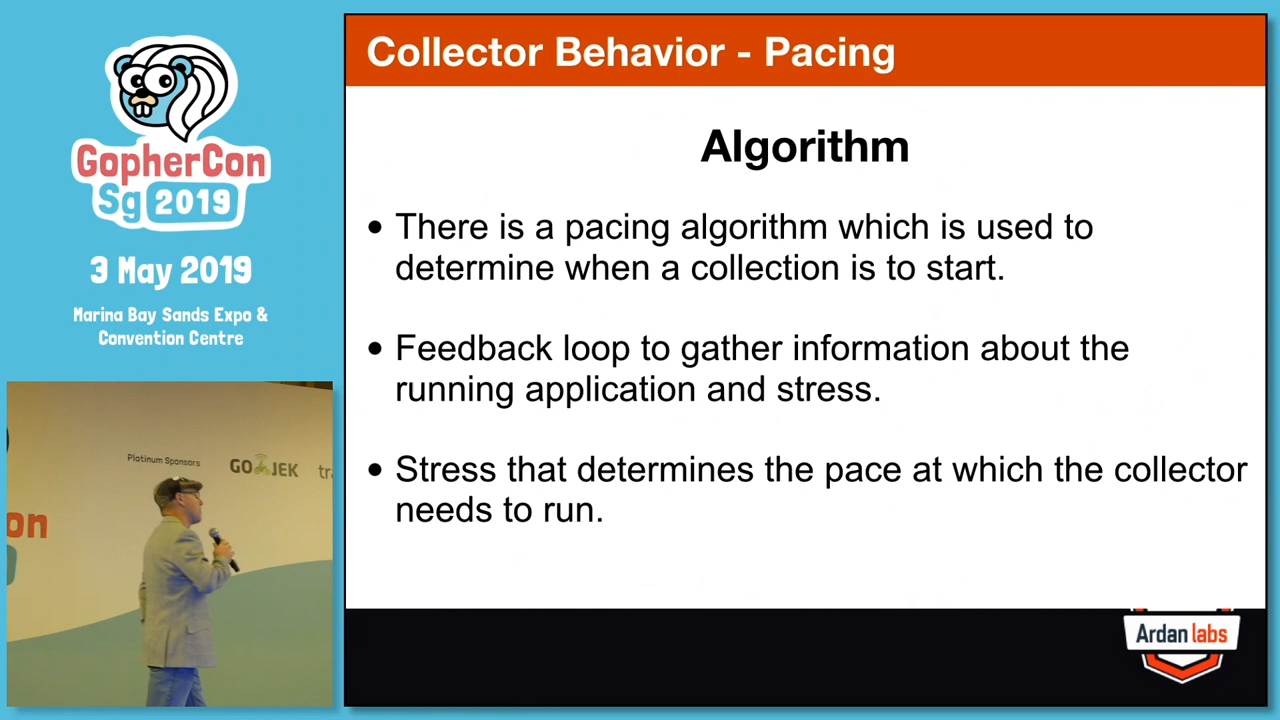 GopherCon
Sg 2019
3 May 2019
Marina Bay Sands Expo &
Convention Centre
Platinum Sponsors
GO JEK
tra
on
Collector Behavior - Pacing
Algorithm
• There is a pacing algorithm which is used to
determine when a collection is to start.
• Feedback loop to gather information about the
running application and stress.
• Stress that determines the pace at which the collector
needs to run.
Ardan labs